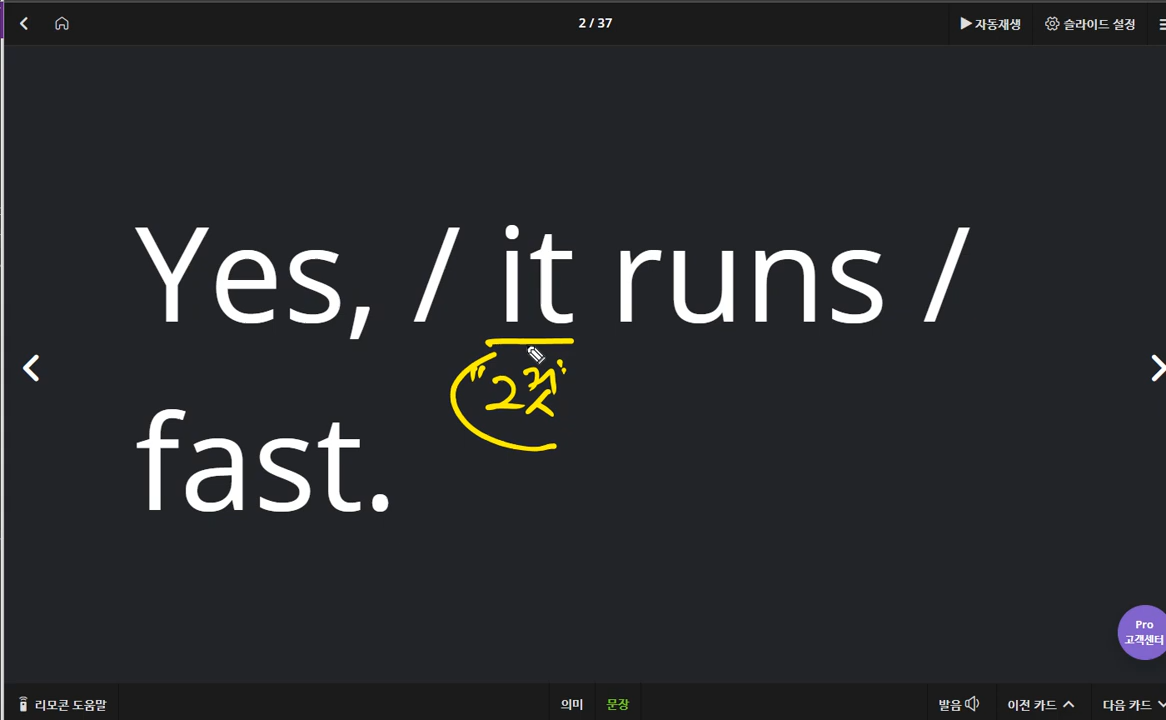 2 / 37
자동재생
슬라이드 설정
Yes, / it runs /
fast.
Pro
고객센터
리모콘 도움말
의미
문장
발음
이전 카드
다음 카드